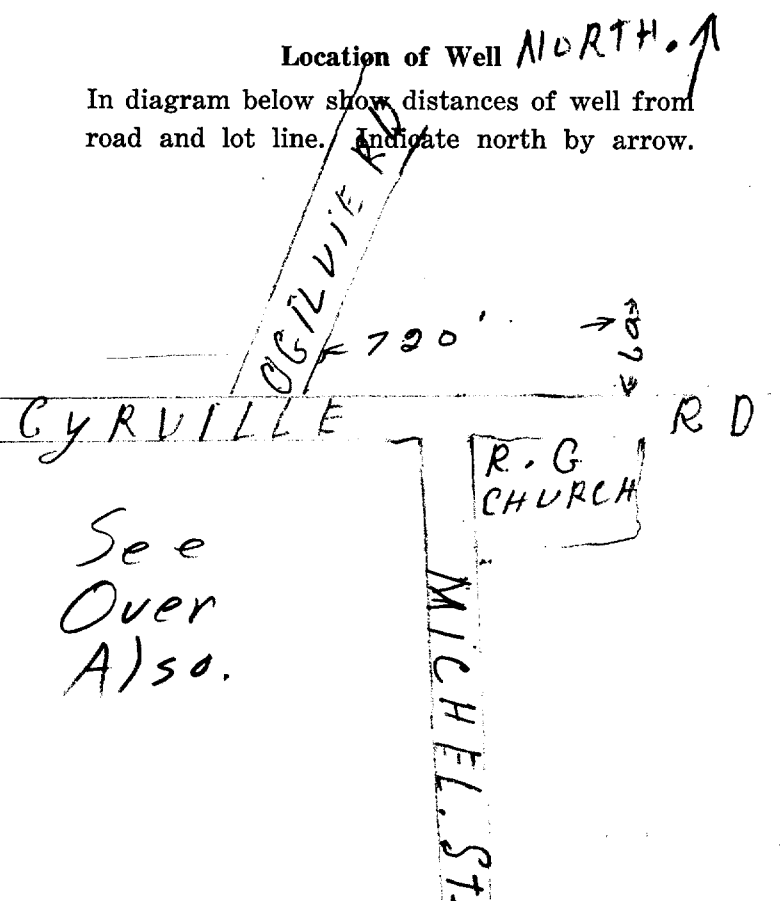 Location of Well NORTH.
In diagram below show distances of well from
road and lot line. Indicate north by arrow.
OGILVIE RD
720'
CYRVILLE RD
R.C
CHURCH
See
Over
Also.
MICHEL.St.